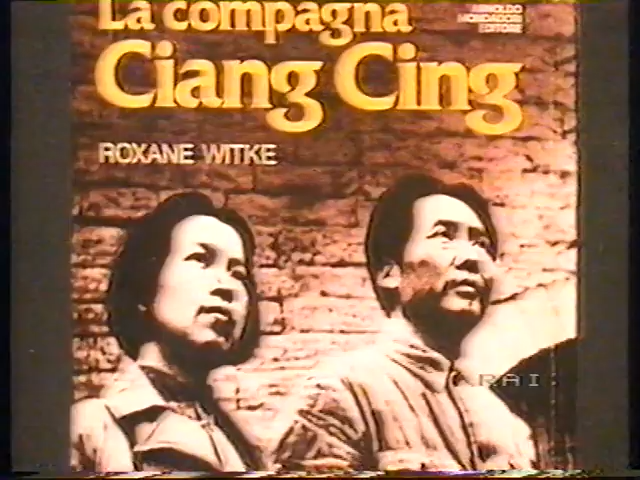 La compagna
ARNOLDO
MONDADORI
EDITORE
Ciang Cing
ROXANE WITKE
RAI